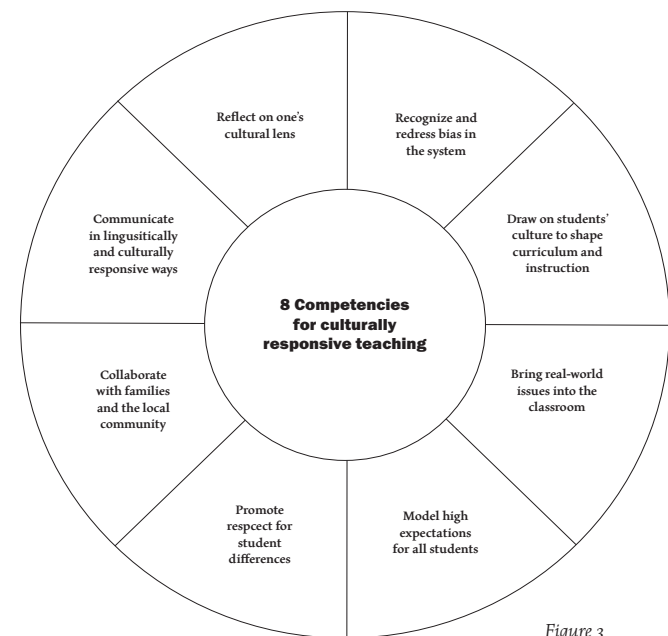 Reflect on one's
cultural lens
Recognize and
redress bias in
the system
Draw on students'
culture to shape
curriculum and
instruction
Bring real-world
issues into the
classroom
Model high
expectations
for all students
Promote
respcect for
student
differences
Collaborate
with families
and the local
community
Communicate
in lingusitically
and culturally
responsive ways
8 Competencies
for culturally
responsive teaching
Figure 3